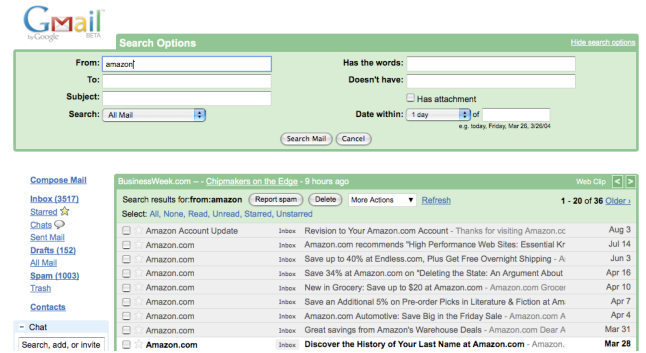 Gmail
by Google BETA
Search Options
Hide search options
From: amazon
Has the words:
To:
Doesn't have:
Subject:
Has attachment
Search: All Mail
Date within: 1 day of
e.g. today, Friday, Mar 26, 3/26/04
Search Mail Cancel
Compose Mail
Inbox (3517)
Starred
Chats
Sent Mail
Drafts (152)
All Mail
Spam (1003)
Trash
Contacts
− Chat
Search, add, or invite
BusinessWeek.com -- - Chipmakers on the Edge - 9 hours ago
Web Clip < >
Search results for:from:amazon Report spam Delete More Actions ▼ Refresh 1 - 20 of 36 Older ›
Select: All, None, Read, Unread, Starred, Unstarred
Amazon Account Update Inbox Revision to Your Amazon.com Account - Thanks for visiting Amazon.cc Aug 3
Amazon.com Inbox Amazon.com recommends "High Performance Web Sites: Essential Kr Jul 14
Amazon.com Inbox Save up to 40% at Endless.com, Plus Get Free Overnight Shipping - A Jun 3
Amazon.com Inbox Save 34% at Amazon.com on "Deleting the State: An Argument About Apr 16
Amazon.com Inbox New in Grocery: Save up to $20 at Amazon.com - Amazon.com Grocer Apr 10
Amazon.com Inbox Save an Additional 5% on Pre-order Picks in Literature & Fiction at Am Apr 7
Amazon.com Inbox Amazon.com Automotive: Save Big in the Friday Sale - Amazon.com Apr 4
Amazon.com Inbox Great savings from Amazon's Warehouse Deals - Amazon.com Dear A Mar 31
Amazon.com Inbox Discover the History of Your Last Name at Amazon.com - Amazon. Mar 28